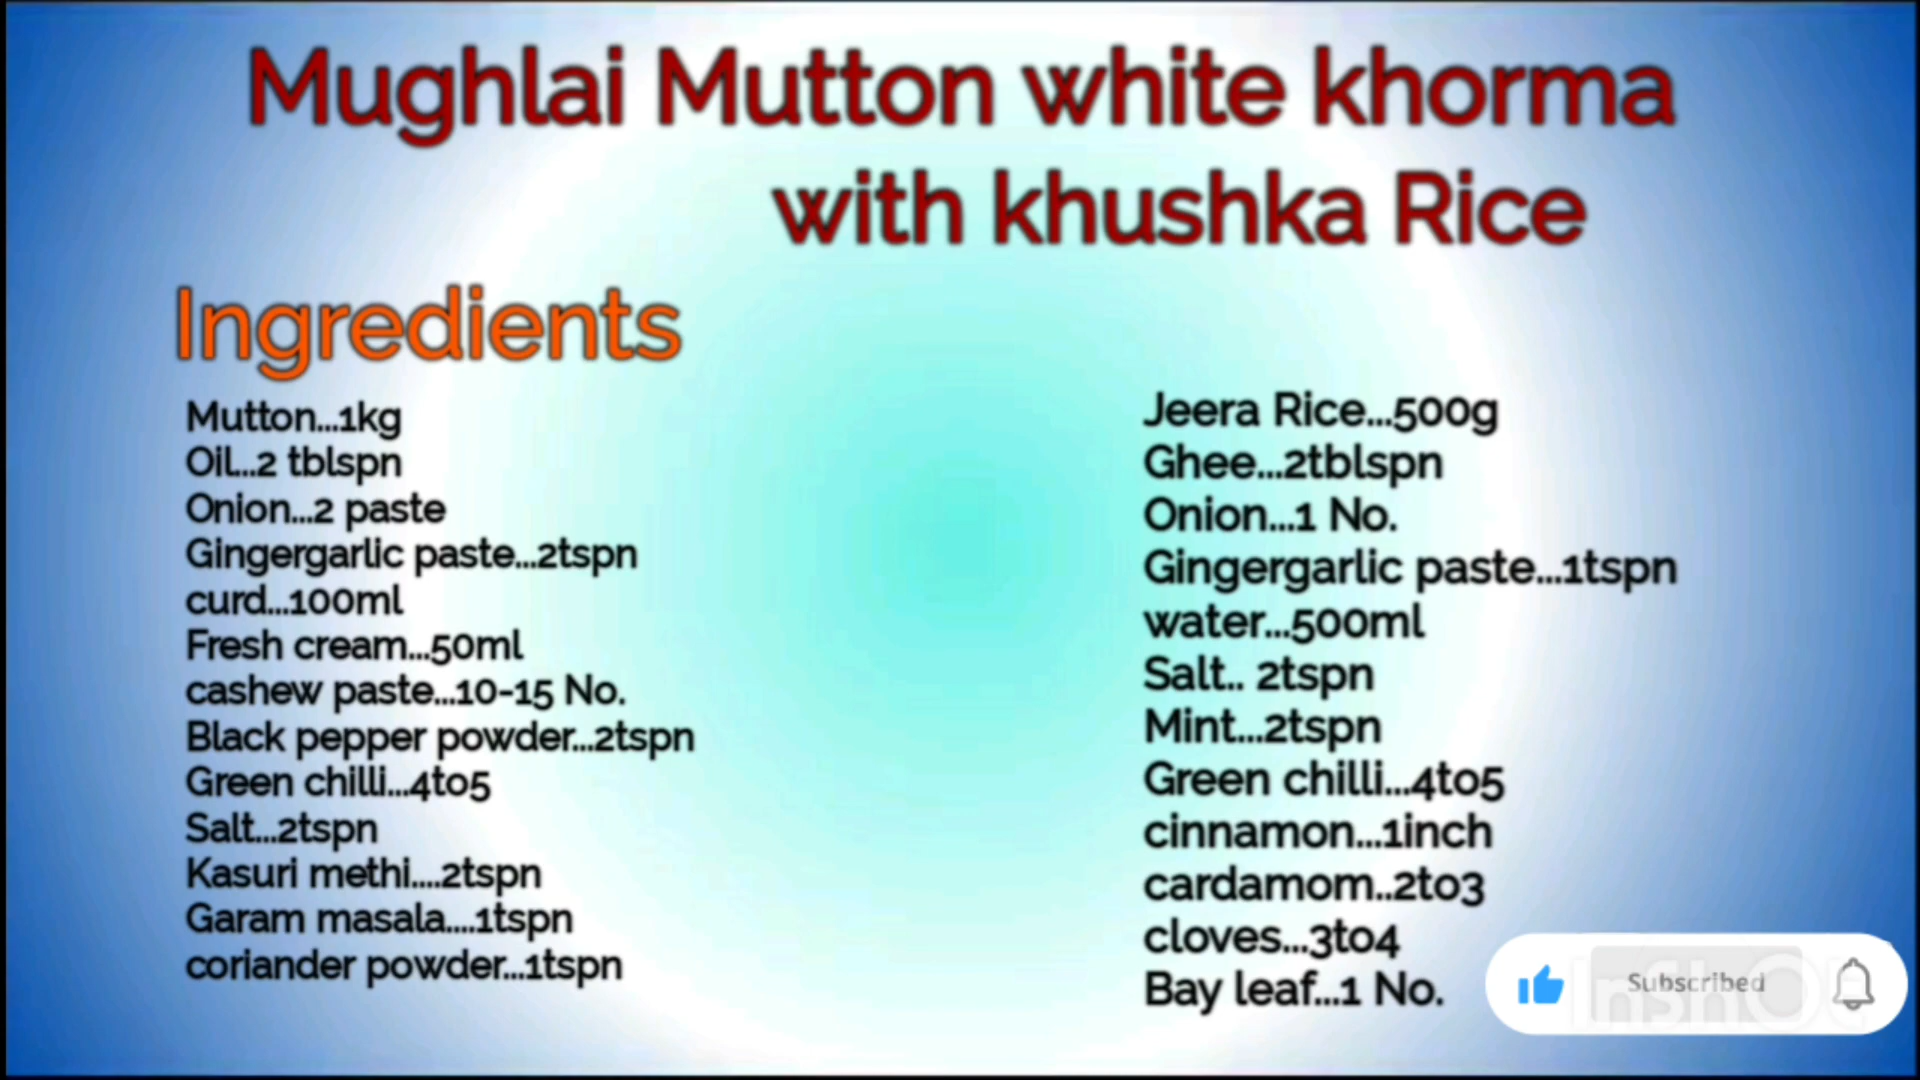 Mughlai Mutton white khorma
with khushka Rice
Ingredients
Mutton...1kg
Oil...2 tblspn
Onion...2 paste
Gingergarlic paste...2tspn
curd...100ml
Fresh cream...50ml
cashew paste...10-15 No.
Black pepper powder...2tspn
Green chilli...4to5
Salt...2tspn
Kasuri methi....2tspn
Garam masala....1tspn
coriander powder...1tspn
Jeera Rice...500g
Ghee...2tblspn
Onion...1 No.
Gingergarlic paste...1tspn
water...500ml
Salt.. 2tspn
Mint...2tspn
Green chilli...4to5
cinnamon...1inch
cardamom..2to3
cloves...3to4
Bay leaf...1 No.
Subscribed